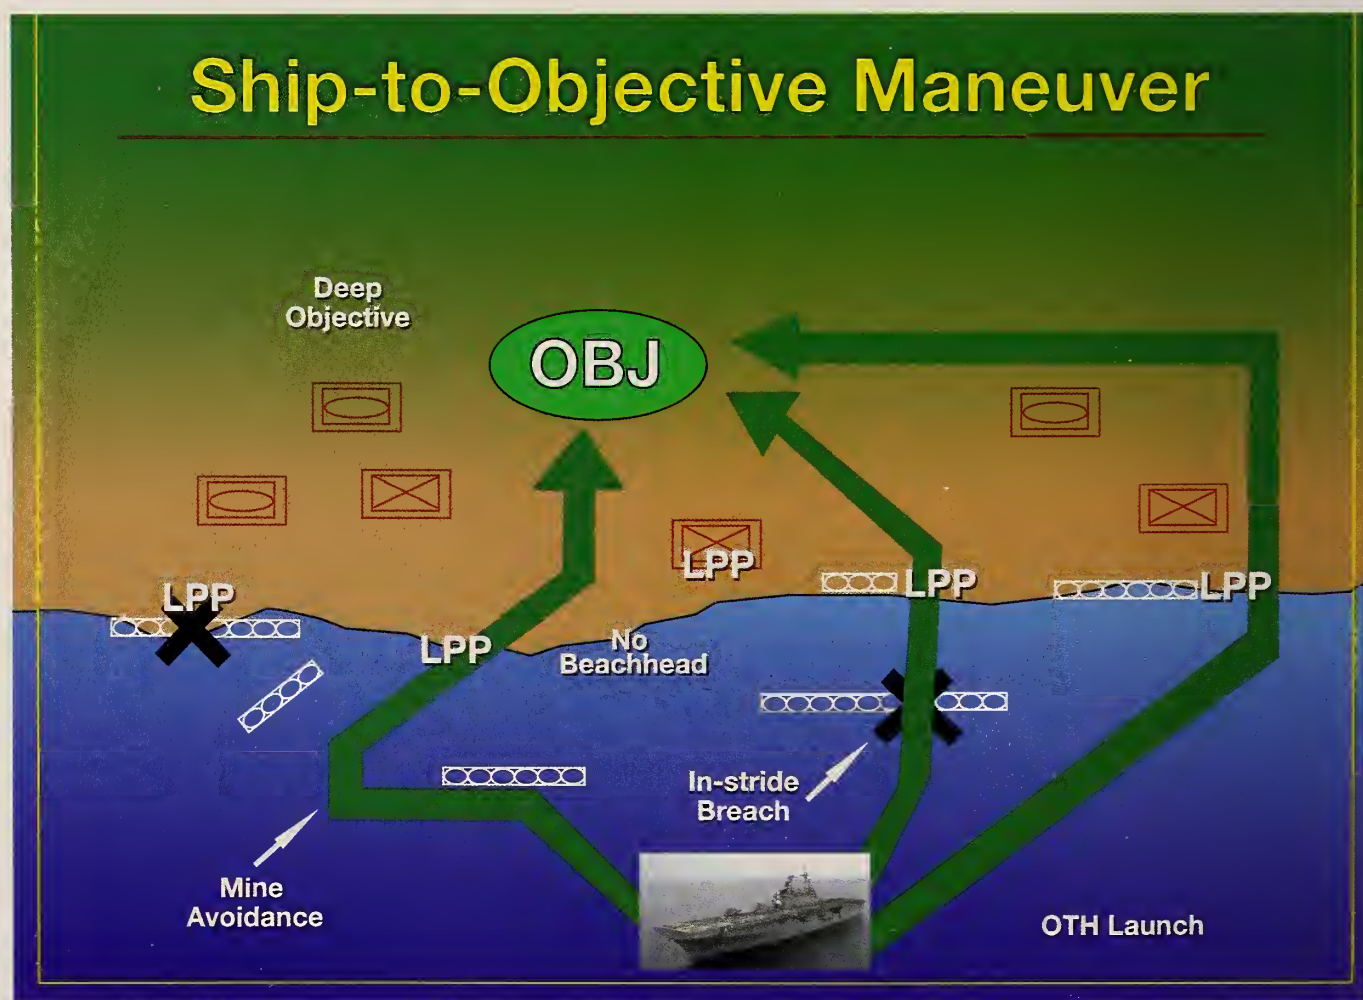 Ship-to-Objective Maneuver
Deep
Objective
OBJ
LPP
LPP
LPP
LPP
LPP
No
Beachhead
In-stride
Breach
Mine
Avoidance
OTH Launch